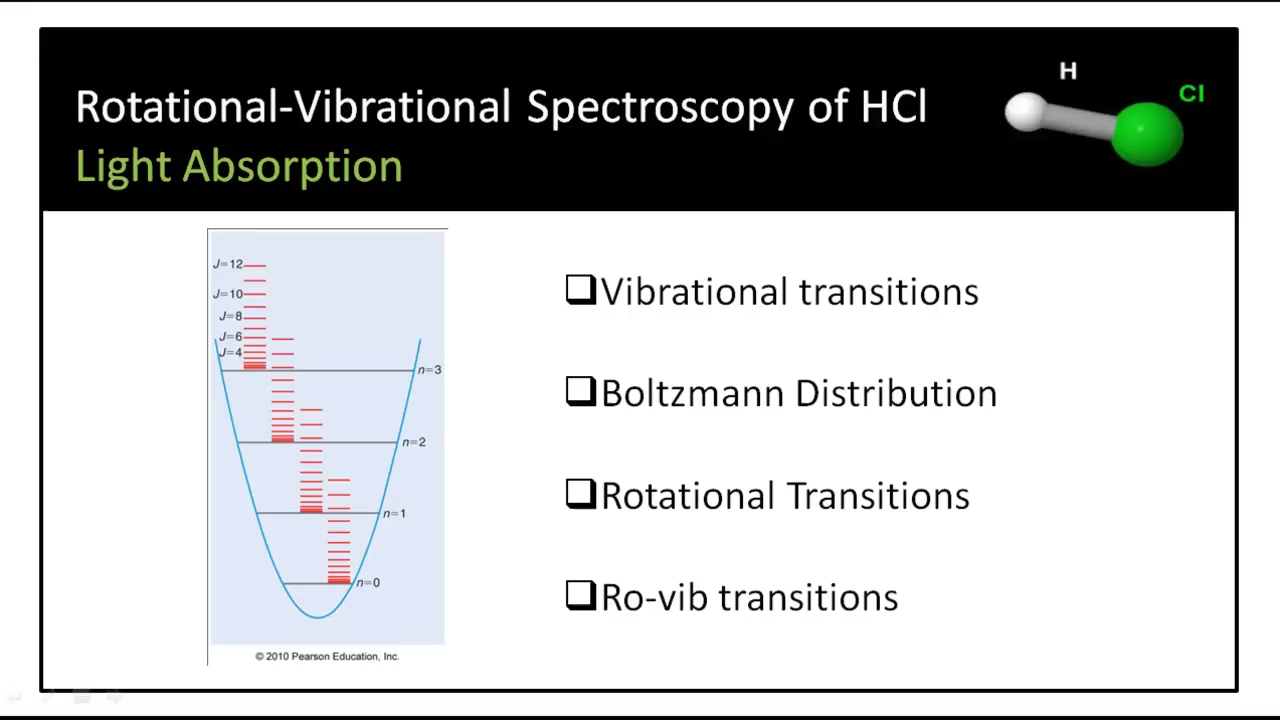 Rotational-Vibrational Spectroscopy of HCl
Light Absorption
H
Cl
J=12
J=10
J=8
J=6
J=4
n=3
n=2
n=1
n=0
© 2010 Pearson Education, Inc.
Vibrational transitions
Boltzmann Distribution
Rotational Transitions
Ro-vib transitions